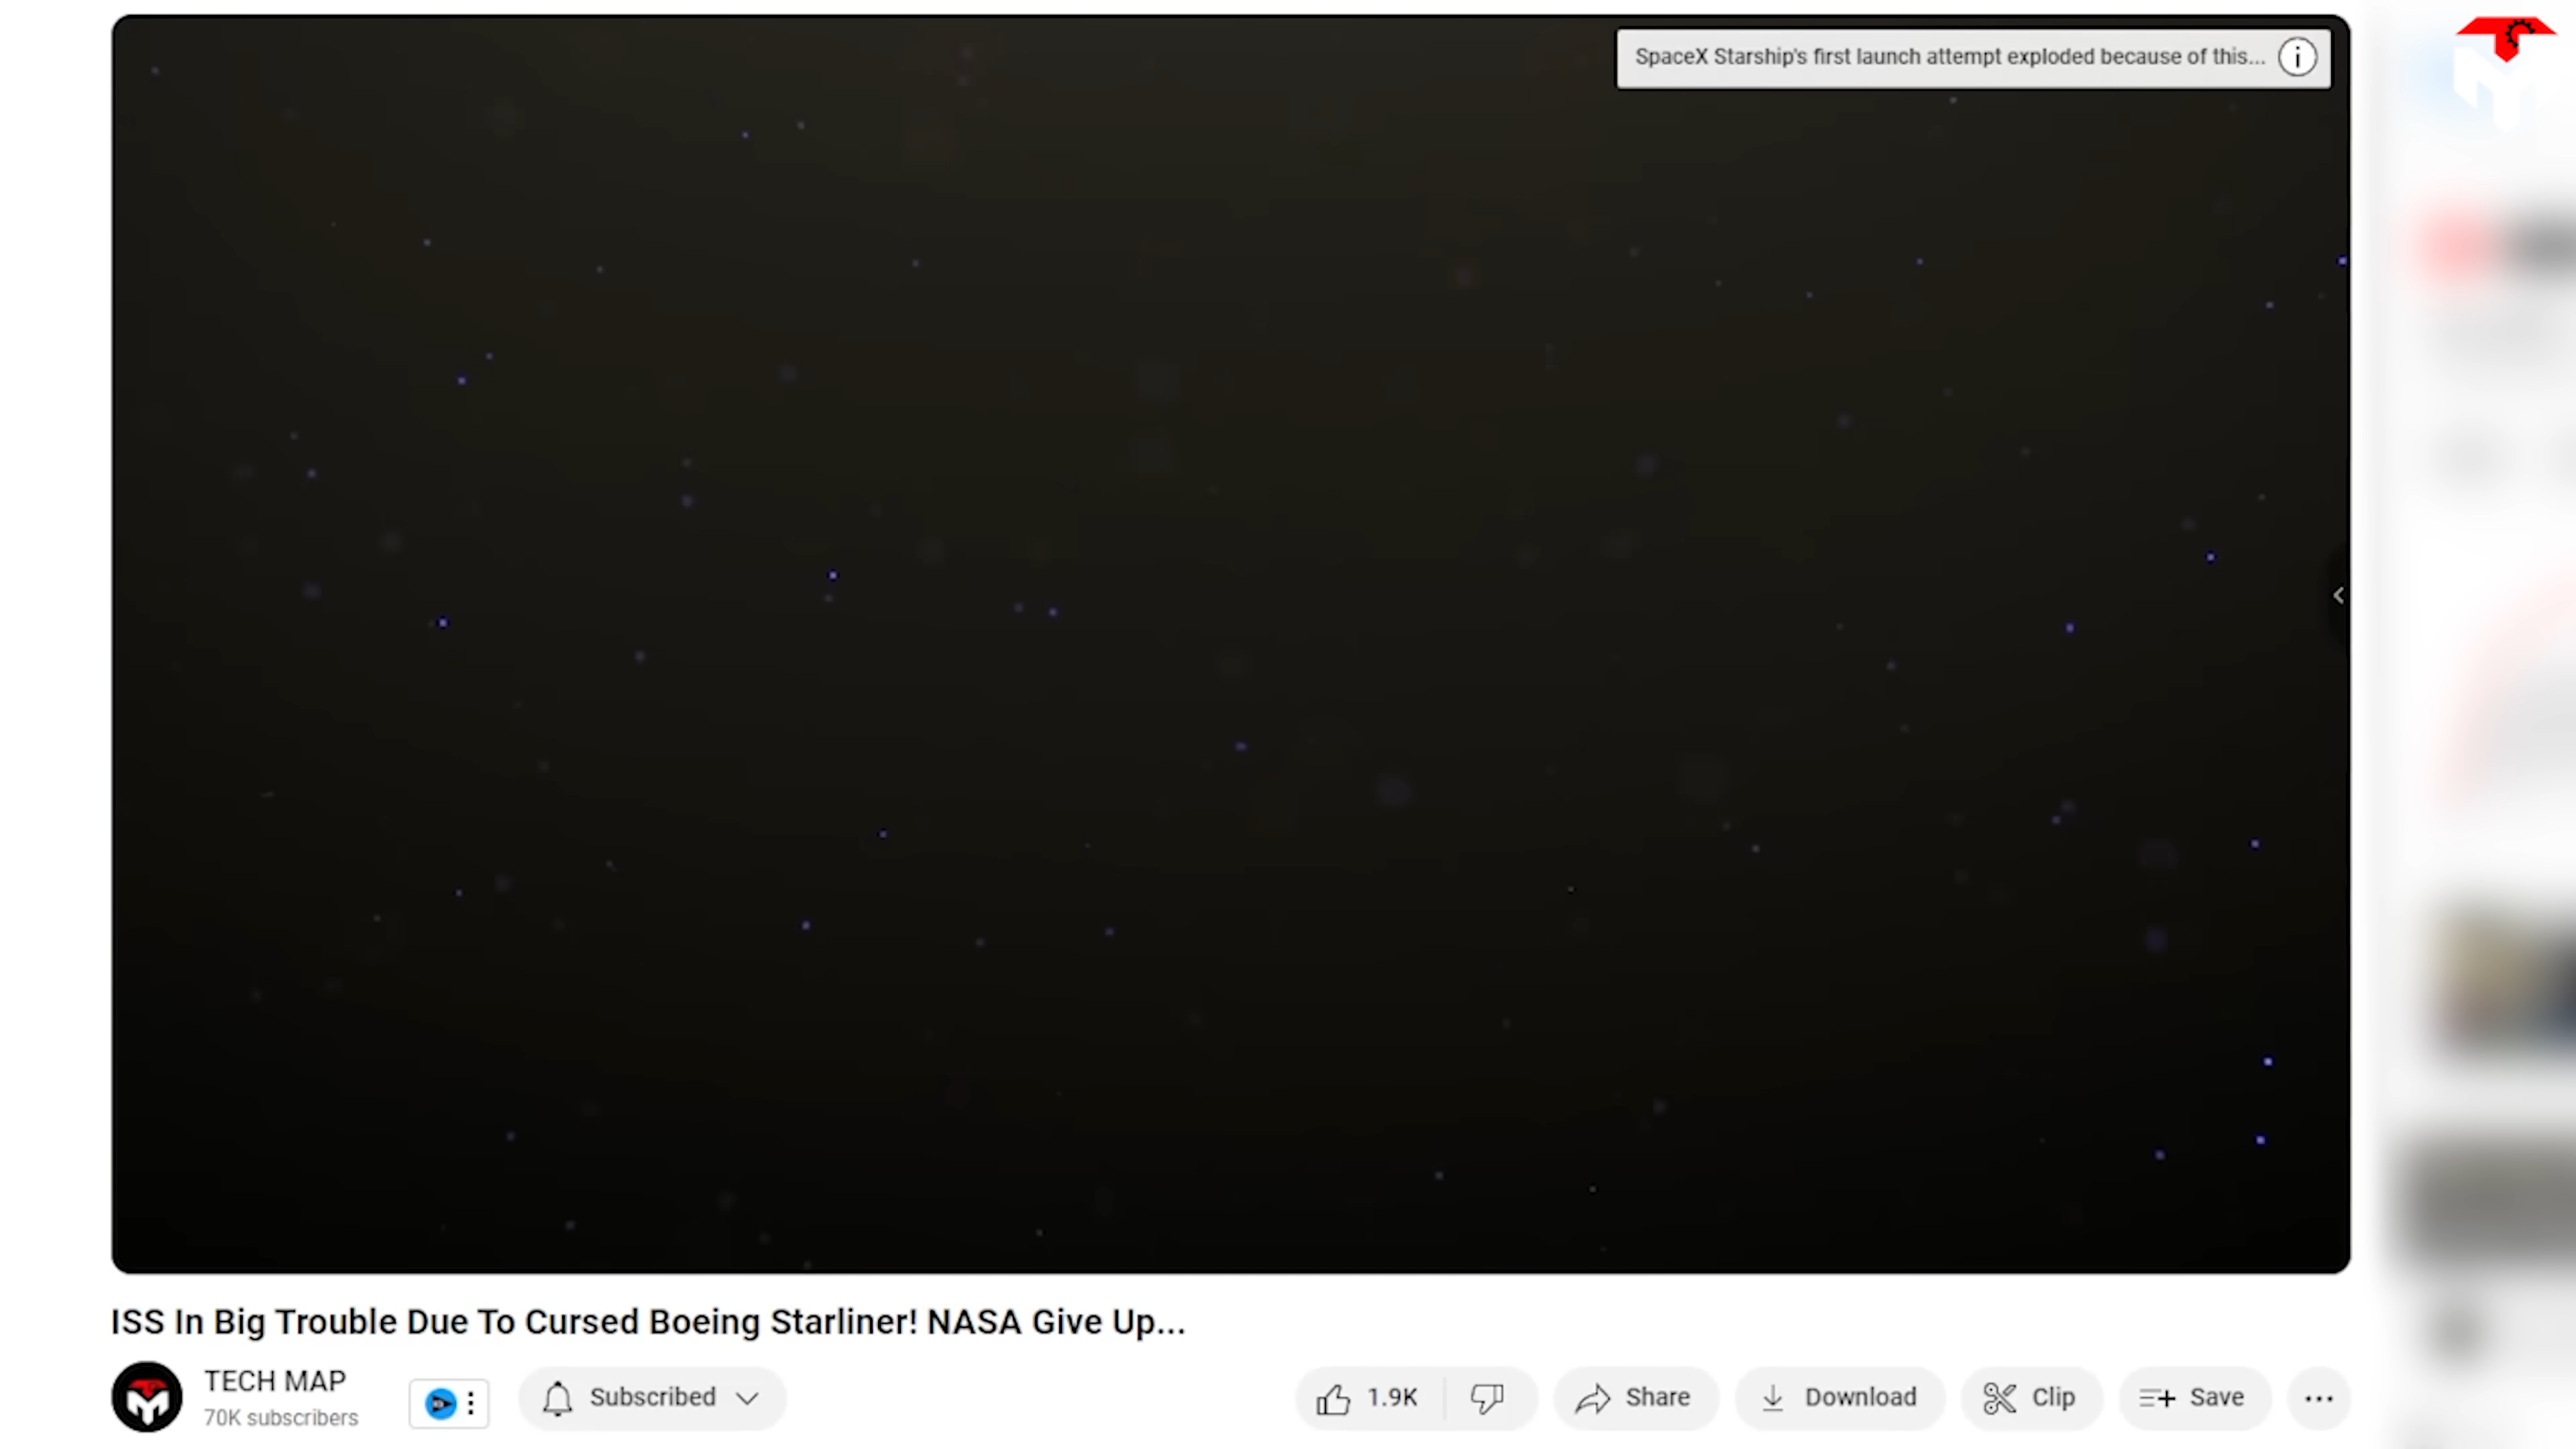 SpaceX Starship's first launch attempt exploded because of this...
ISS In Big Trouble Due To Cursed Boeing Starliner! NASA Give Up...
TECH MAP
70K subscribers
Subscribed
1.9K
Share
Download
Clip
Save